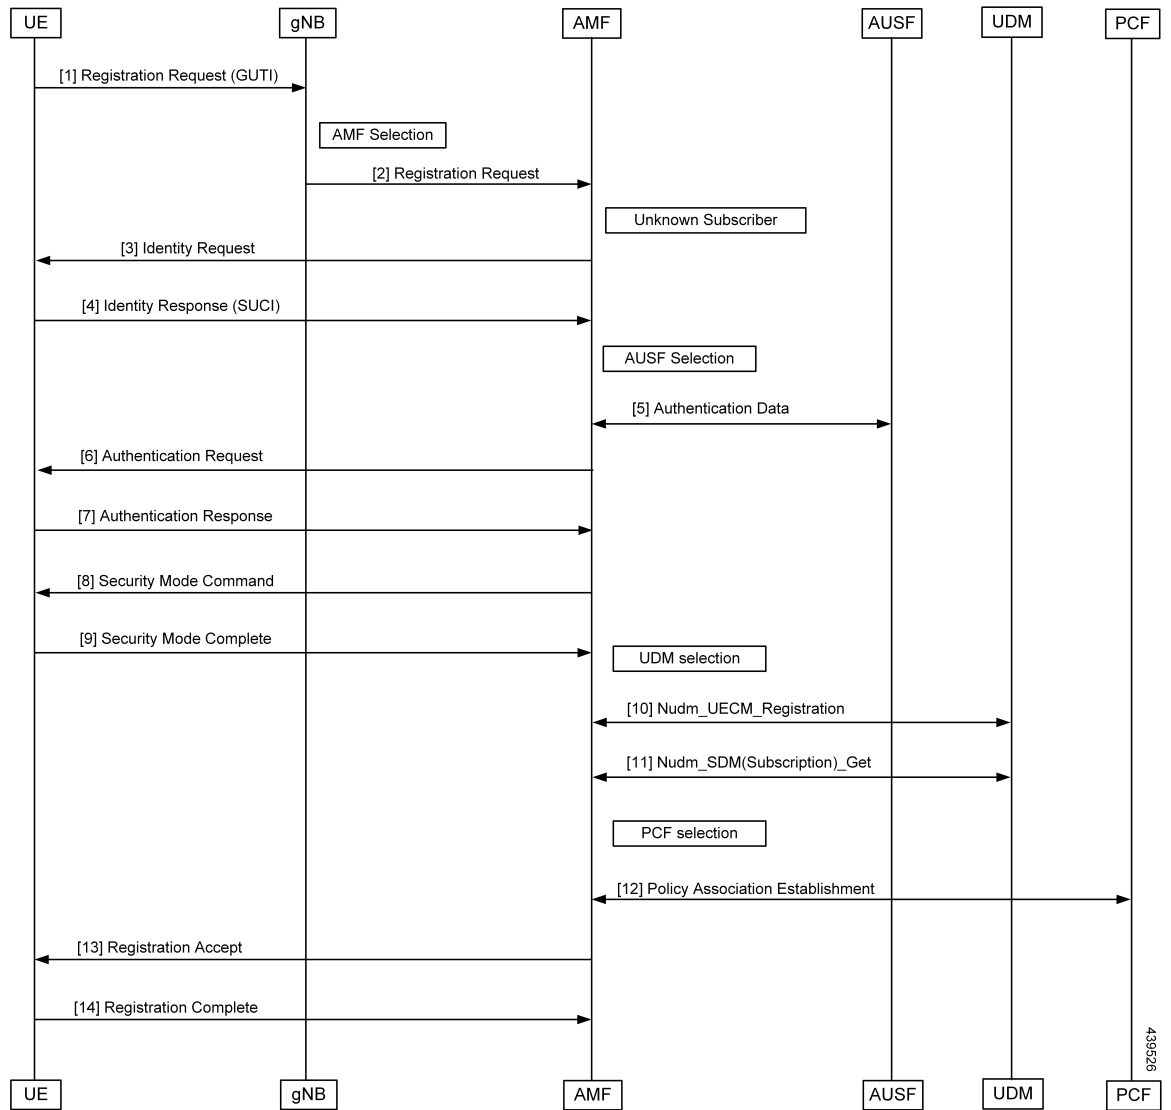 UE
gNB
AMF
AUSF
UDM
PCF
[1] Registration Request (GUTI)
AMF Selection
[2] Registration Request
Unknown Subscriber
[3] Identity Request
[4] Identity Response (SUCI)
AUSF Selection
[5] Authentication Data
[6] Authentication Request
[7] Authentication Response
[8] Security Mode Command
[9] Security Mode Complete
UDM selection
[10] Nudm_UECM_Registration
[11] Nudm_SDM(Subscription)_Get
PCF selection
[12] Policy Association Establishment
[13] Registration Accept
[14] Registration Complete
439526
UE
gNB
AMF
AUSF
UDM
PCF